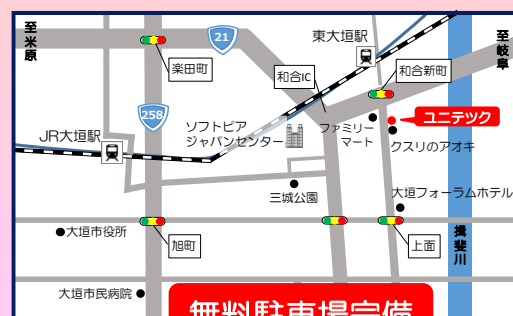 至米原
21
東大垣駅
至岐阜
楽田町
和合IC
和合新町
258
ユニテック
ソフトピア
ジャパンセンター
ファミリー
マート
クスリのアオキ
JR大垣駅
三城公園
大垣フォーラムホテル
大垣市役所
旭町
上面
揖斐川
大垣市民病院
無料駐車場完備